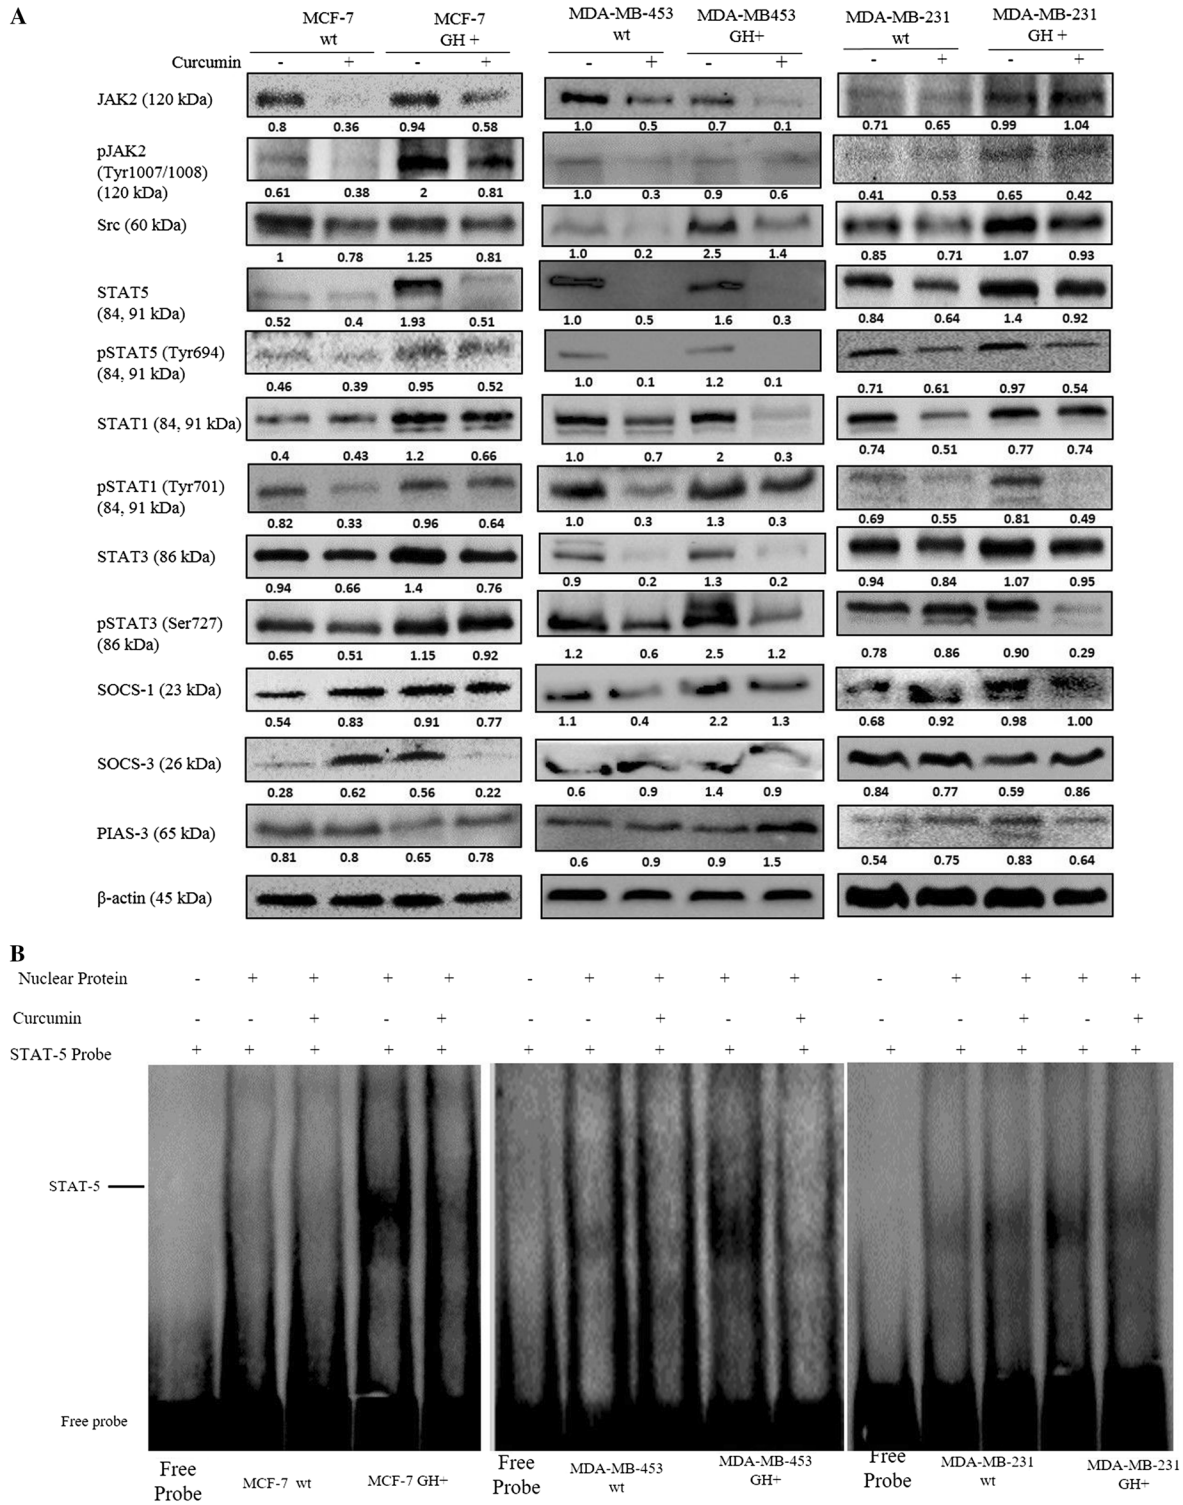 A
MCF-7 MCF-7 MDA-MB-453 MDA-MB453 MDA-MB-231 MDA-MB-231
wt GH + wt GH+ wt GH +
Curcumin - + - + - + - + - + - +
JAK2 (120 kDa)
0.8 0.36 0.94 0.58 1.0 0.5 0.7 0.1 0.71 0.65 0.99 1.04
pJAK2
(Tyr1007/1008)
(120 kDa)
0.61 0.38 2 0.81 1.0 0.3 0.9 0.6 0.41 0.53 0.65 0.42
Src (60 kDa)
1 0.78 1.25 0.81 1.0 0.2 2.5 1.4 0.85 0.71 1.07 0.93
STAT5
(84, 91 kDa)
0.52 0.4 1.93 0.51 1.0 0.5 1.6 0.3 0.84 0.64 1.4 0.92
pSTAT5 (Tyr694)
(84, 91 kDa)
0.46 0.39 0.95 0.52 1.0 0.1 1.2 0.1 0.71 0.61 0.97 0.54
STAT1 (84, 91 kDa)
0.4 0.43 1.2 0.66 1.0 0.7 2 0.3 0.74 0.51 0.77 0.74
pSTAT1 (Tyr701)
(84, 91 kDa)
0.82 0.33 0.96 0.64 1.0 0.3 1.3 0.3 0.69 0.55 0.81 0.49
STAT3 (86 kDa)
0.94 0.66 1.4 0.76 0.9 0.2 1.3 0.2 0.94 0.84 1.07 0.95
pSTAT3 (Ser727)
(86 kDa)
0.65 0.51 1.15 0.92 1.2 0.6 2.5 1.2 0.78 0.86 0.90 0.29
SOCS-1 (23 kDa)
0.54 0.83 0.91 0.77 1.1 0.4 2.2 1.3 0.68 0.92 0.98 1.00
SOCS-3 (26 kDa)
0.28 0.62 0.56 0.22 0.6 0.9 1.4 0.9 0.84 0.77 0.59 0.86
PIAS-3 (65 kDa)
0.81 0.8 0.65 0.78 0.6 0.9 0.9 1.5 0.54 0.75 0.83 0.64
β-actin (45 kDa)
B
Nuclear Protein - + + + + - + + + + - + + + +
Curcumin - - + - + - - + - + - - + - +
STAT-5 Probe + + + + + + + + + + + + + + +
STAT-5
Free probe
Free Probe MCF-7 wt MCF-7 GH+ Free Probe MDA-MB-453 wt MDA-MB-453 GH+ Free Probe MDA-MB-231 wt MDA-MB-231 GH+